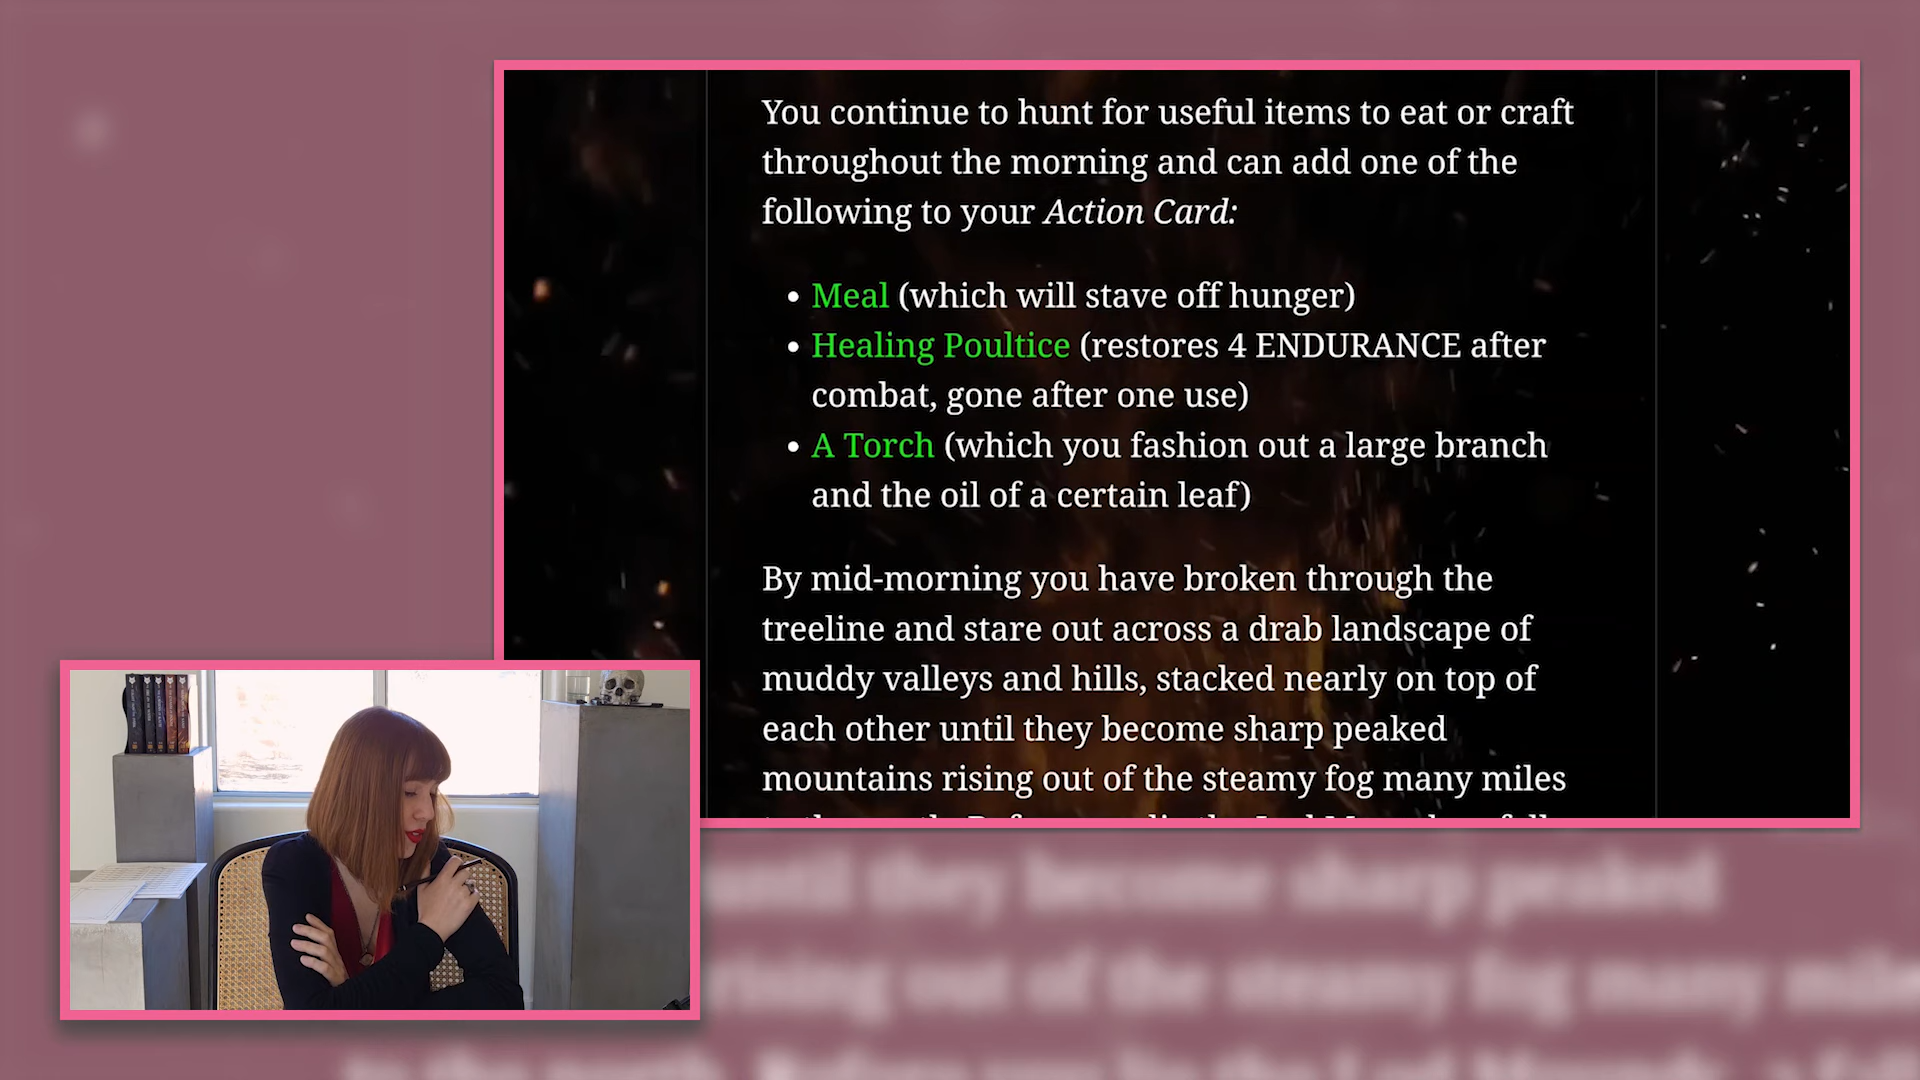 You continue to hunt for useful items to eat or craft
throughout the morning and can add one of the
following to your Action Card:
• Meal (which will stave off hunger)
• Healing Poultice (restores 4 ENDURANCE after
combat, gone after one use)
• A Torch (which you fashion out a large branch
and the oil of a certain leaf)
By mid-morning you have broken through the
treeline and stare out across a drab landscape of
muddy valleys and hills, stacked nearly on top of
each other until they become sharp peaked
mountains rising out of the steamy fog many miles
until they become sharp peaked
rising out of the steamy fog many